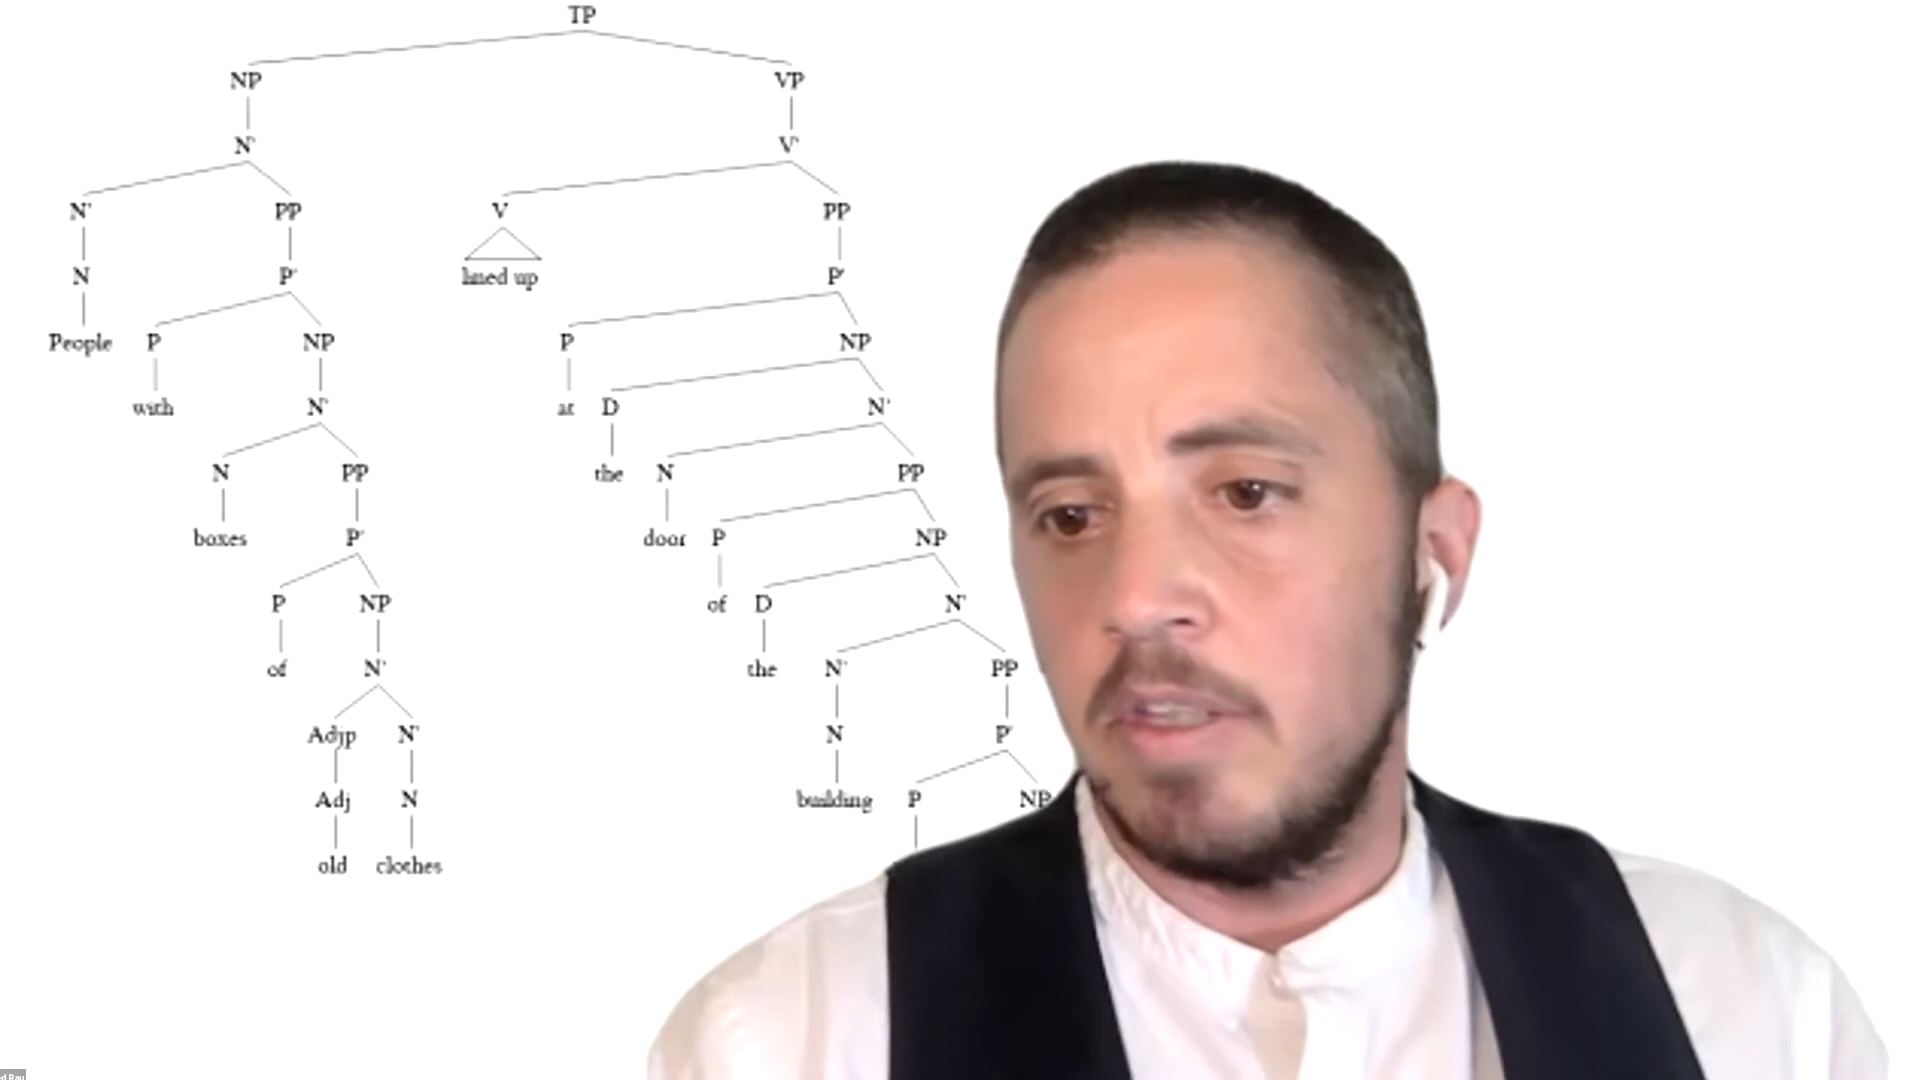 TP
NP VP
N' V'
N' PP V PP
N P' lined up P'
People P NP P NP
with N' at D N'
N PP the N PP
boxes P' door P NP
P NP of D N'
of N' the N' PP
Adjp N' N P'
Adj N building P NP
old clothes
d Rau